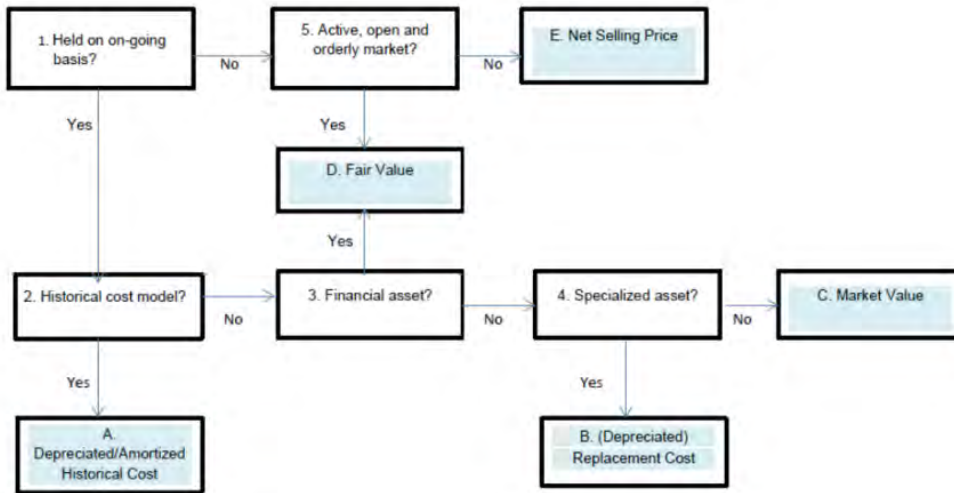 1. Held on on-going
basis?
No
5. Active, open and
orderly market?
No
E. Net Selling Price
Yes
Yes
D. Fair Value
Yes
2. Historical cost model?
No
3. Financial asset?
No
4. Specialized asset?
No
C. Market Value
Yes
Yes
A.
Depreciated/Amortized
Historical Cost
B. (Depreciated)
Replacement Cost